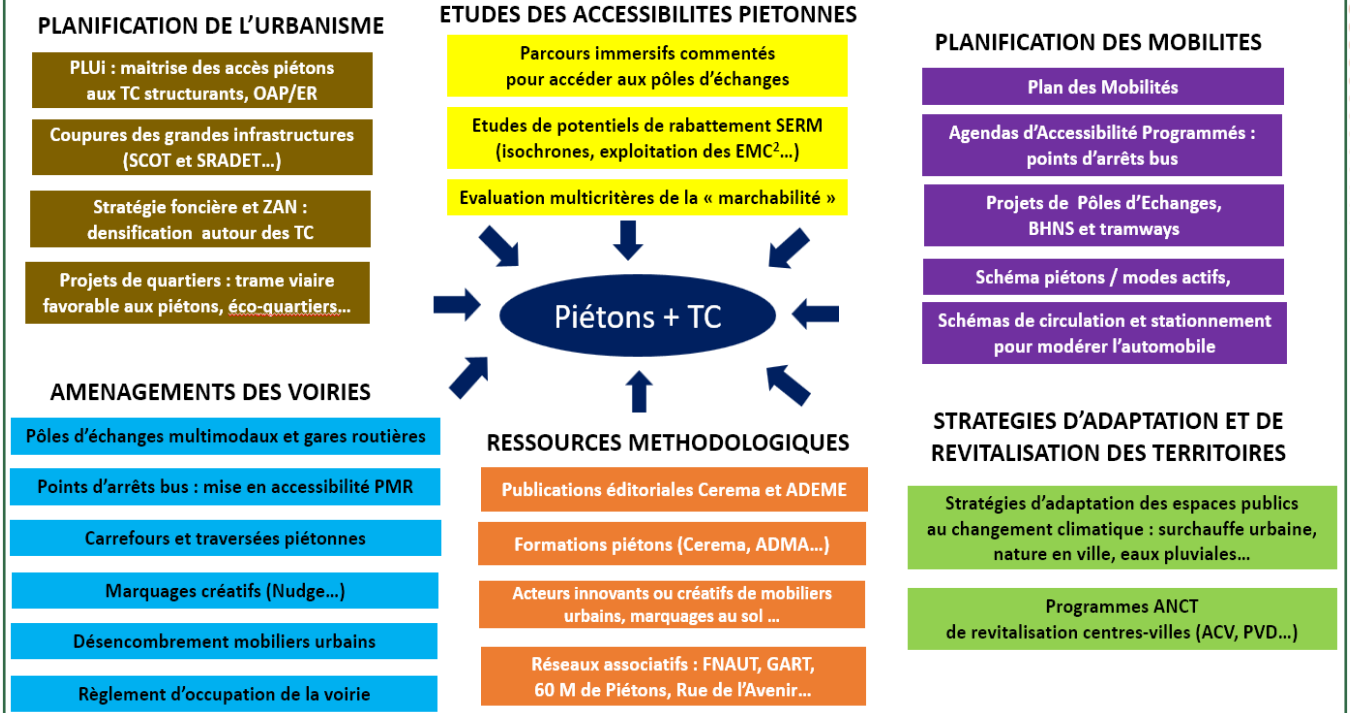 PLANIFICATION DE L'URBANISME
PLUi : maitrise des accès piétons
aux TC structurants, OAP/ER
Coupures des grandes infrastructures
(SCOT et SRADET…)
Stratégie foncière et ZAN :
densification  autour des TC
Projets de quartiers : trame viaire
favorable aux piétons, éco-quartiers…
ETUDES DES ACCESSIBILITES PIETONNES
Parcours immersifs commentés
pour accéder aux pôles d'échanges
Etudes de potentiels de rabattement SERM
(isochrones, exploitation des EMC²…)
Evaluation multicritères de la « marchabilité »
PLANIFICATION DES MOBILITES
Plan des Mobilités
Agendas d'Accessibilité Programmés :
points d'arrêts bus
Projets de  Pôles d'Echanges,
BHNS et tramways
Schéma piétons / modes actifs,
Schémas de circulation et stationnement
pour modérer l'automobile
Piétons + TC
AMENAGEMENTS DES VOIRIES
Pôles d'échanges multimodaux et gares routières
Points d'arrêts bus : mise en accessibilité PMR
Carrefours et traversées piétonnes
Marquages créatifs (Nudge…)
Désencombrement mobiliers urbains
Règlement d'occupation de la voirie
RESSOURCES METHODOLOGIQUES
Publications éditoriales Cerema et ADEME
Formations piétons (Cerema, ADMA…)
Acteurs innovants ou créatifs de mobiliers
urbains, marquages au sol …
Réseaux associatifs : FNAUT, GART,
60 M de Piétons, Rue de l'Avenir…
STRATEGIES D'ADAPTATION ET DE
REVITALISATION DES TERRITOIRES
Stratégies d'adaptation des espaces publics
au changement climatique : surchauffe urbaine,
nature en ville, eaux pluviales…
Programmes ANCT
de revitalisation centres-villes (ACV, PVD…)